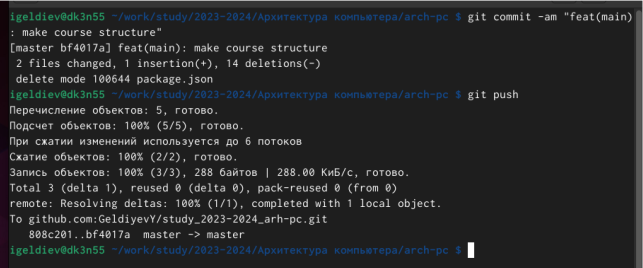 igeldiev@dk3n55 ~/work/study/2023-2024/Архитектура компьютера/arch-pc $ git commit -am "feat(main)
: make course structure"
[master bf4017a] feat(main): make course structure
 2 files changed, 1 insertion(+), 14 deletions(-)
 delete mode 100644 package.json
igeldiev@dk3n55 ~/work/study/2023-2024/Архитектура компьютера/arch-pc $ git push
Перечисление объектов: 5, готово.
Подсчет объектов: 100% (5/5), готово.
При сжатии изменений используется до 6 потоков
Сжатие объектов: 100% (2/2), готово.
Запись объектов: 100% (3/3), 288 байтов | 288.00 КиБ/с, готово.
Total 3 (delta 1), reused 0 (delta 0), pack-reused 0 (from 0)
remote: Resolving deltas: 100% (1/1), completed with 1 local object.
To github.com:GeldiyevY/study_2023-2024_arh-pc.git
   808c201..bf4017a  master -> master
igeldiev@dk3n55 ~/work/study/2023-2024/Архитектура компьютера/arch-pc $